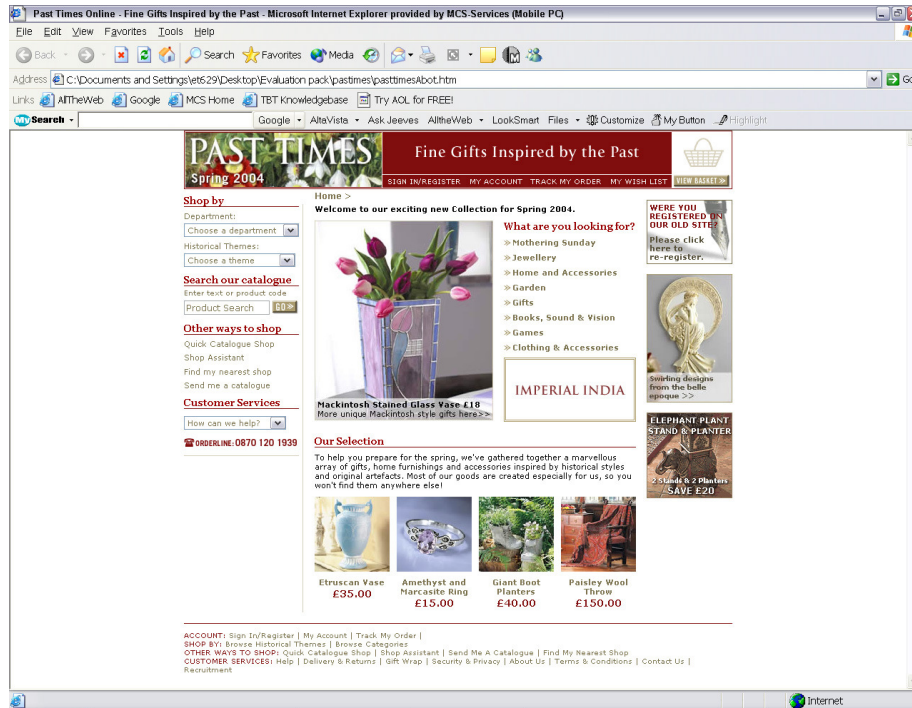 Past Times Online - Fine Gifts Inspired by the Past - Microsoft Internet Explorer provided by MCS-Services (Mobile PC)
File Edit View Favorites Tools Help
Back Search Favorites Media
Address C:\Documents and Settings\et629\Desktop\Evaluation pack\pastimes\pasttimesAbot.htm Go
Links AllTheWeb Google MCS Home TBT Knowledgebase Try AOL for FREE!
My Search Google AltaVista Ask Jeeves AlltheWeb LookSmart Files Customize My Button Highlight
PAST TIMES
Spring 2004
Fine Gifts Inspired by the Past
SIGN IN/REGISTER MY ACCOUNT TRACK MY ORDER MY WISH LIST VIEW BASKET »
Shop by
Department:
Choose a department
Historical Themes:
Choose a theme
Search our catalogue
Enter text or product code
Product Search GO »
Other ways to shop
Quick Catalogue Shop
Shop Assistant
Find my nearest shop
Send me a catalogue
Customer Services
How can we help?
ORDERLINE: 0870 120 1939
Home >
Welcome to our exciting new Collection for Spring 2004.
Mackintosh Stained Glass Vase £18
More unique Mackintosh style gifts here>>
What are you looking for?
» Mothering Sunday
» Jewellery
» Home and Accessories
» Garden
» Gifts
» Books, Sound & Vision
» Games
» Clothing & Accessories
IMPERIAL INDIA
WERE YOU
REGISTERED ON
OUR OLD SITE?
Please click
here to
re-register.
Swirling designs
from the belle
epoque >>
ELEPHANT PLANT
STAND & PLANTER
2 Stands & 2 Planters
SAVE £20
Our Selection
To help you prepare for the spring, we've gathered together a marvellous
array of gifts, home furnishings and accessories inspired by historical styles
and original artefacts. Most of our goods are created especially for us, so you
won't find them anywhere else!
Etruscan Vase
£35.00
Amethyst and
Marcasite Ring
£15.00
Giant Boot
Planters
£40.00
Paisley Wool
Throw
£150.00
ACCOUNT: Sign In/Register | My Account | Track My Order |
SHOP BY: Browse Historical Themes | Browse Categories
OTHER WAYS TO SHOP: Quick Catalogue Shop | Shop Assistant | Send Me A Catalogue | Find My Nearest Shop
CUSTOMER SERVICES: Help | Delivery & Returns | Gift Wrap | Security & Privacy | About Us | Terms & Conditions | Contact Us |
Recruitment
Internet